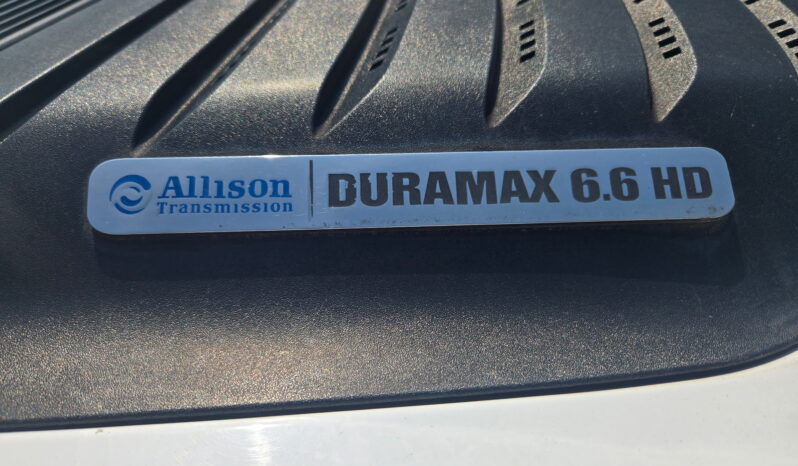 Allison
Transmission
DURAMAX 6.6 HD